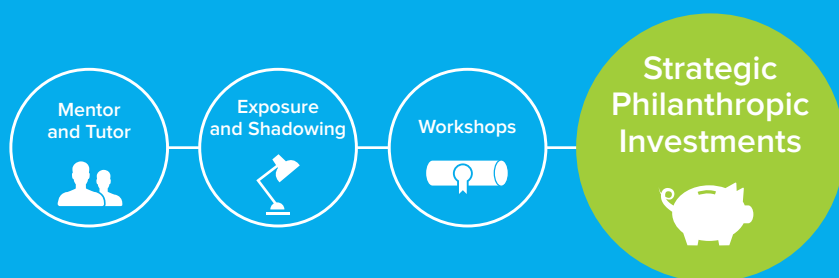 Mentor
and Tutor
Exposure
and Shadowing
Workshops
Strategic
Philanthropic
Investments